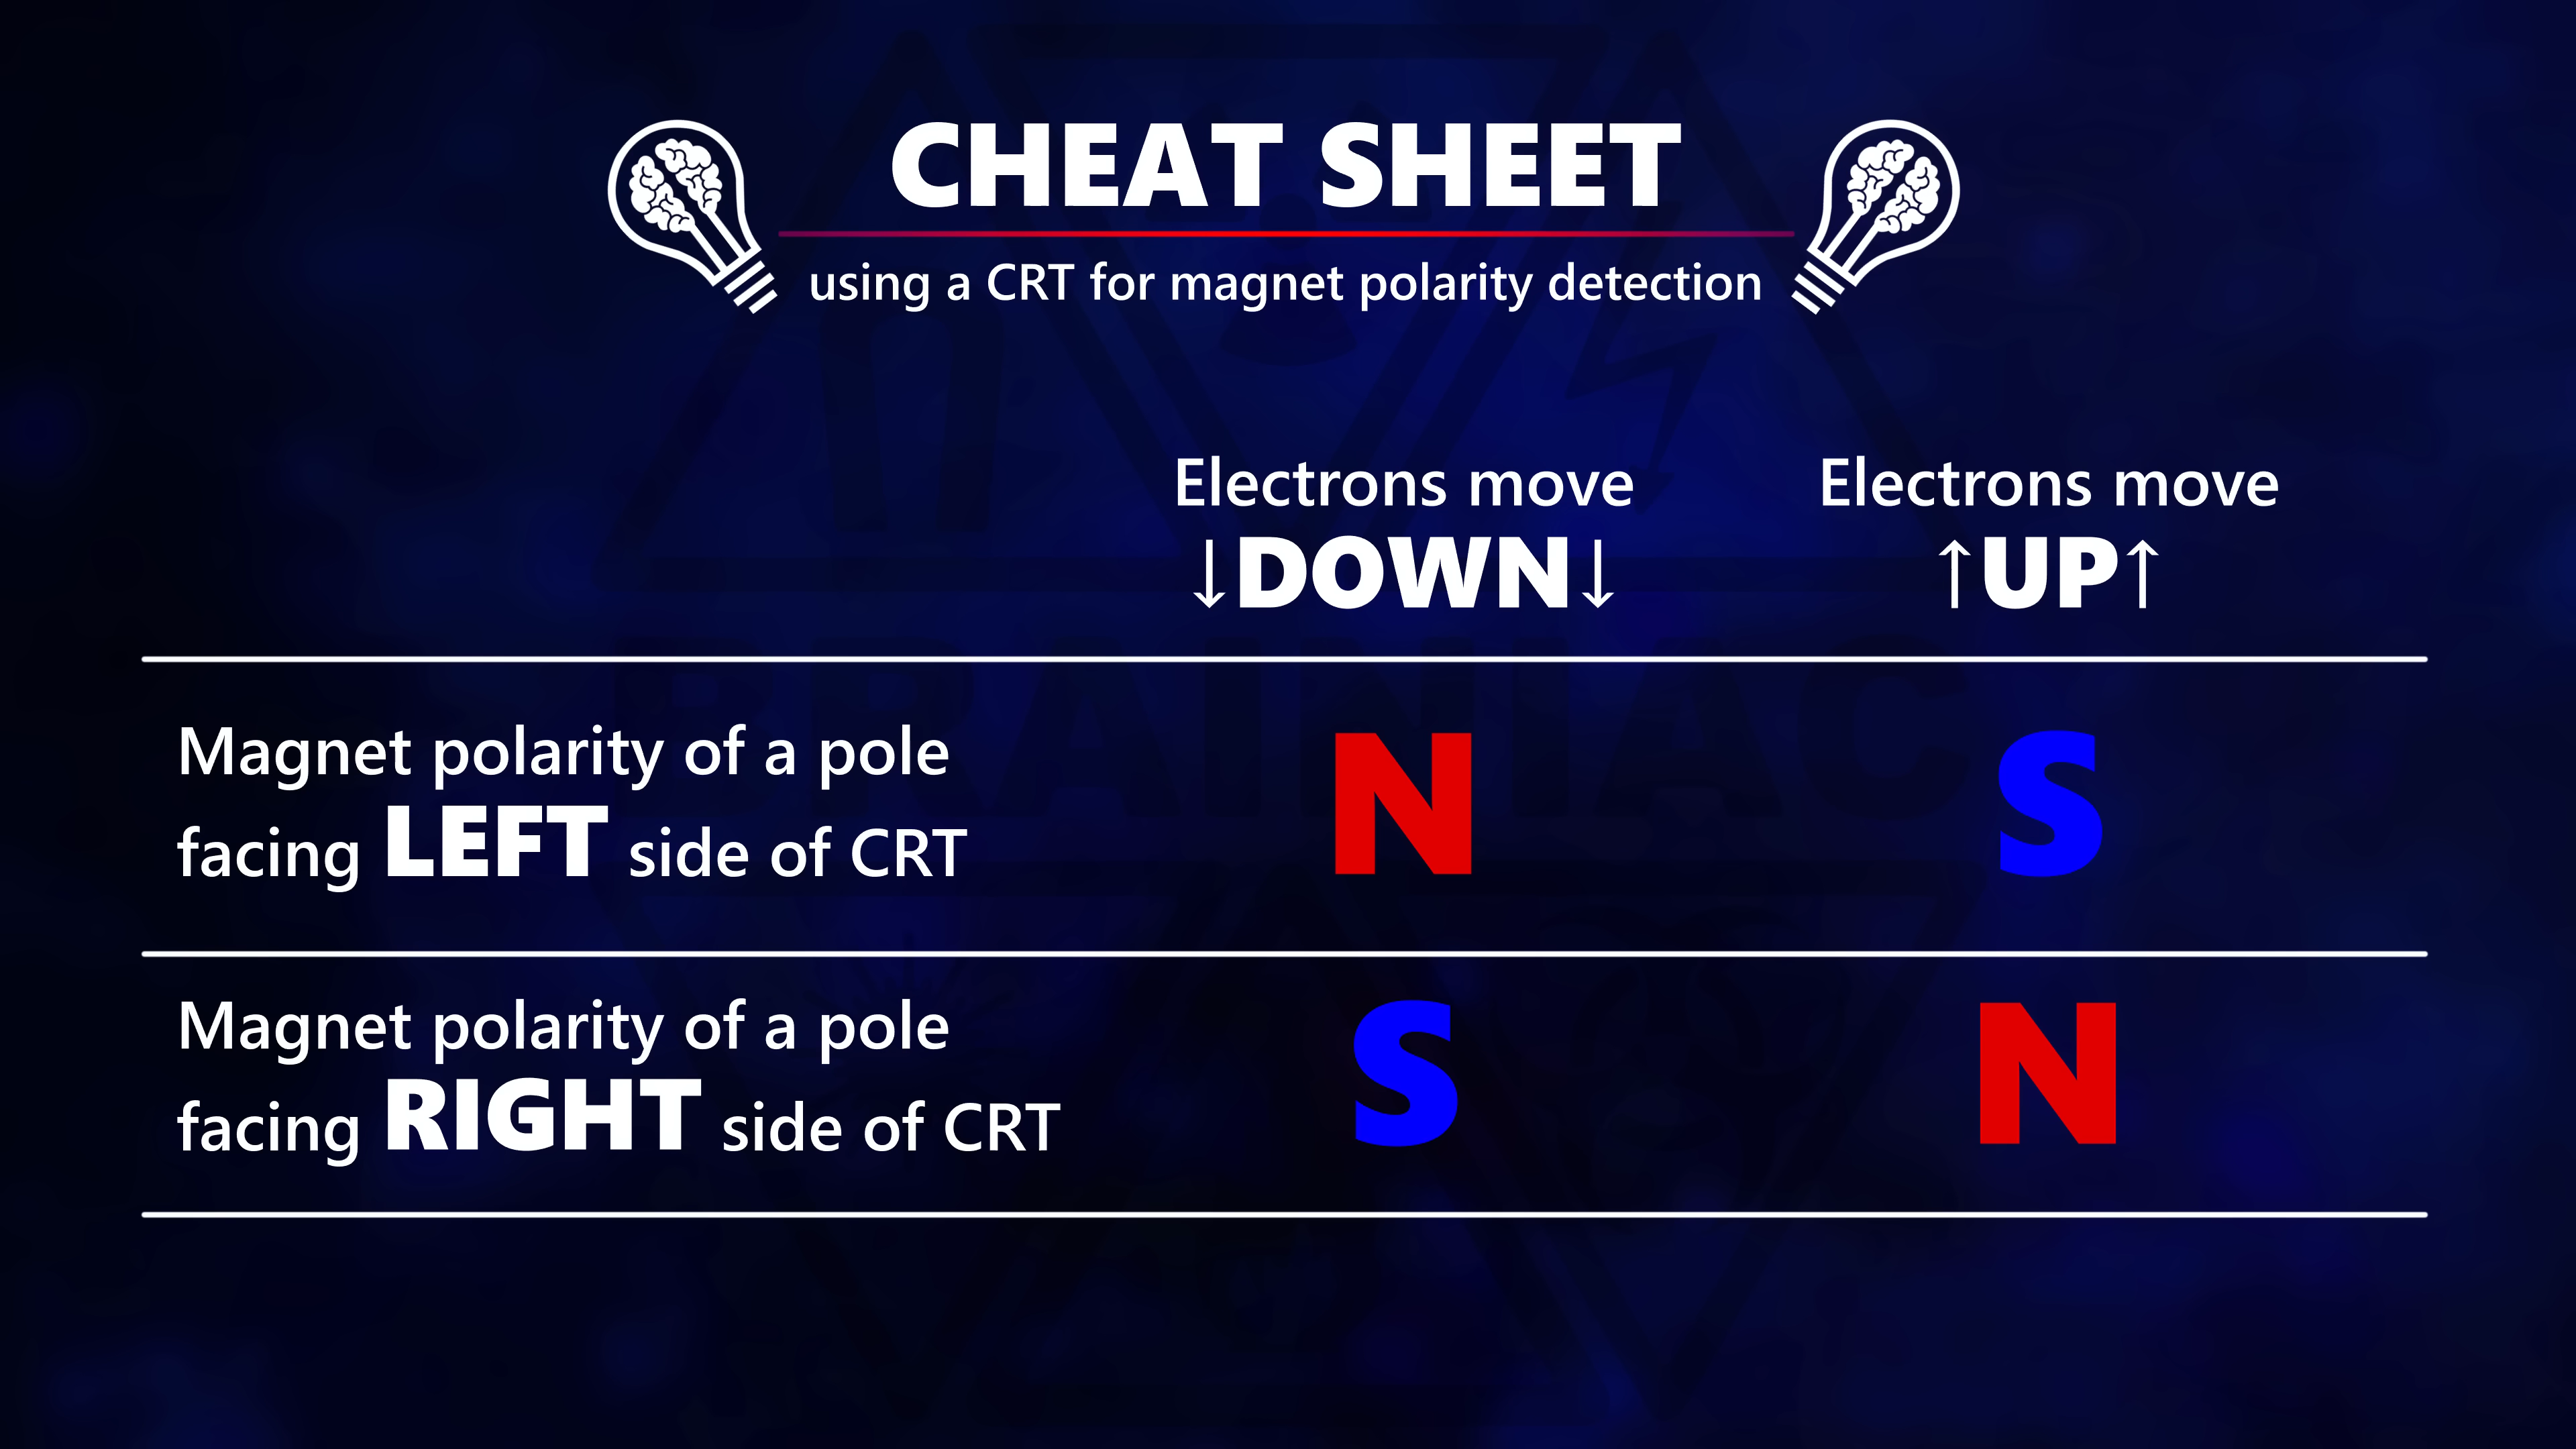 CHEAT SHEET
using a CRT for magnet polarity detection
Electrons move
↓DOWN↓
Electrons move
↑UP↑
Magnet polarity of a pole
facing LEFT side of CRT
N
S
Magnet polarity of a pole
facing RIGHT side of CRT
S
N
BRAINIAC